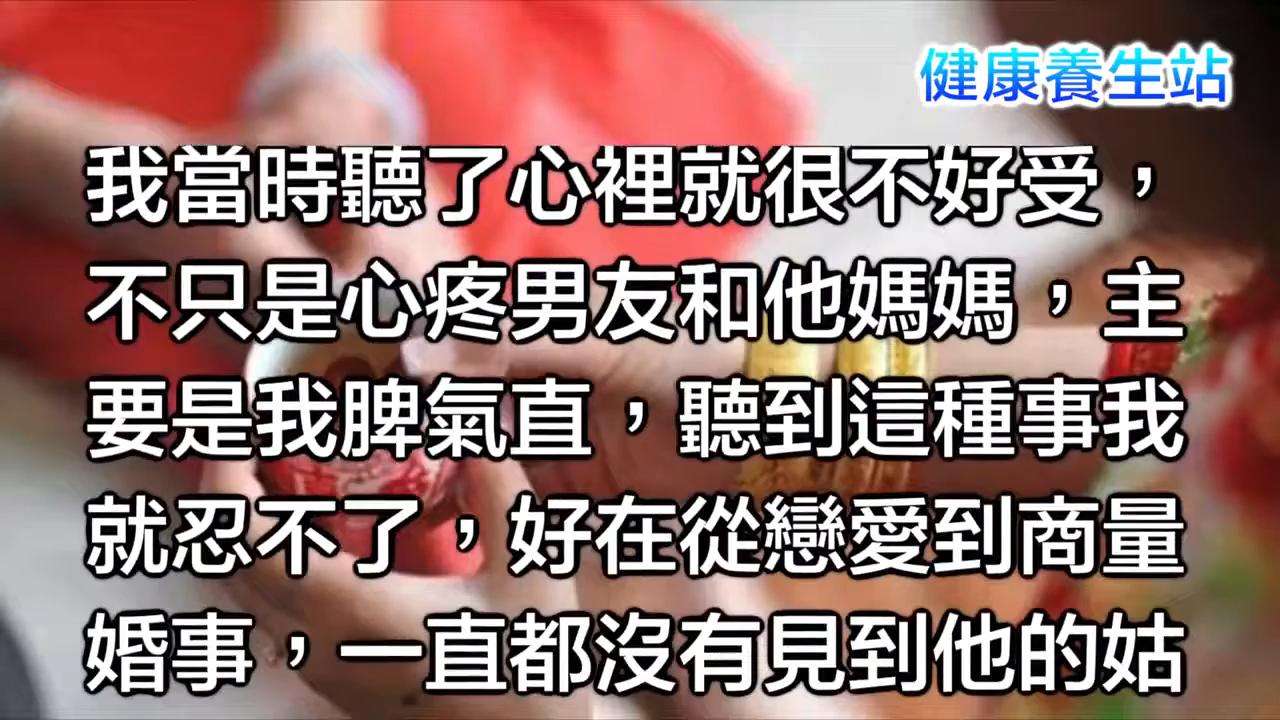 健康養生站
我當時聽了心裡就很不好受，
不只是心疼男友和他媽媽，主
要是我脾氣直，聽到這種事我
就忍不了，好在從戀愛到商量
婚事，一直都沒有見到他的姑